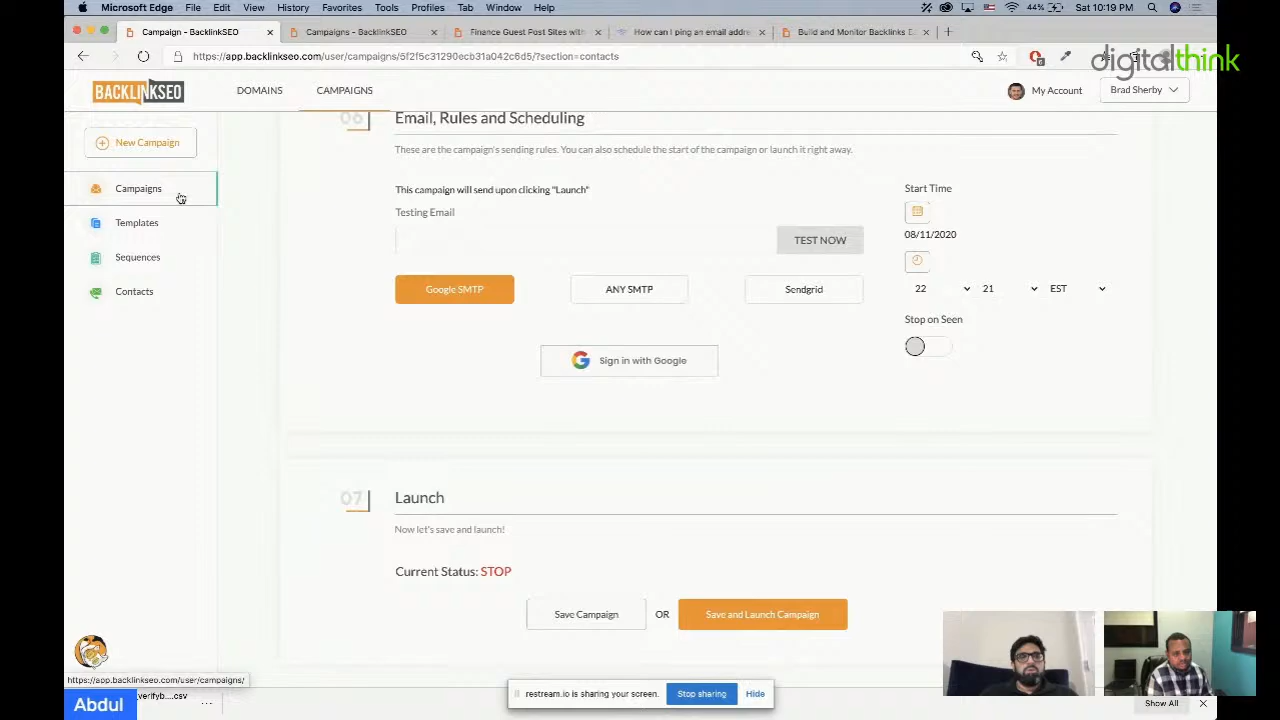 Microsoft Edge File Edit View History Favorites Tools Profiles Tab Window Help 44% Sat 10:19 PM
Campaign - BacklinkSEO
Campaigns - BacklinkSEO
Finance Guest Post Sites with
How can I ping an email addre
Build and Monitor Backlinks E
https://app.backlinkseo.com/user/campaigns/5f2f5c31290ecb31a042c6d5/?section=contacts
digitalthink
BACKLINKSEO
DOMAINS
CAMPAIGNS
My Account
Brad Sherby
New Campaign
Campaigns
Templates
Sequences
Contacts
06
Email, Rules and Scheduling
These are the campaign's sending rules. You can also schedule the start of the campaign or launch it right away.
This campaign will send upon clicking "Launch"
Testing Email
TEST NOW
Google SMTP
ANY SMTP
Sendgrid
Sign in with Google
Start Time
08/11/2020
22 21 EST
Stop on Seen
07
Launch
Now let's save and launch!
Current Status: STOP
Save Campaign
OR
Save and Launch Campaign
https://app.backlinkseo.com/user/campaigns/
verifyb....csv
...
restream.io is sharing your screen.
Stop sharing
Hide
Show All
Abdul